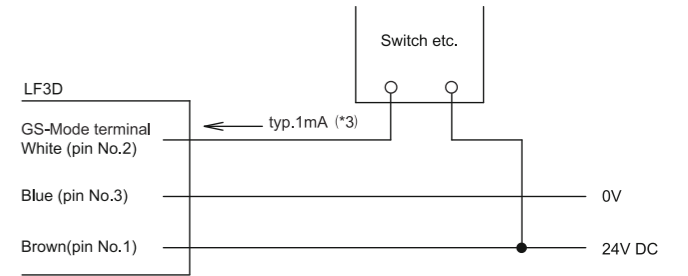 Switch etc.
LF3D
typ.1mA (*3)
GS-Mode terminal
White (pin No.2)
Blue (pin No.3)
0V
Brown(pin No.1)
24V DC